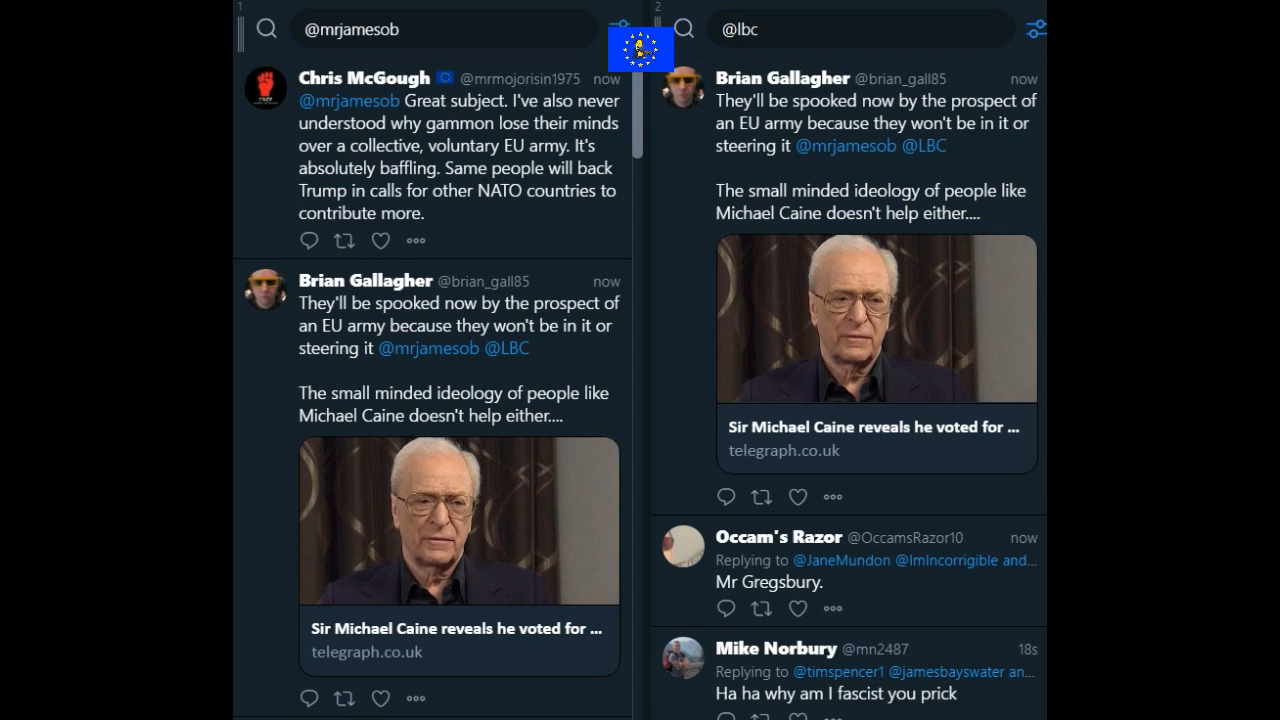 1
@mrjamesob
Chris McGough @mrmojorisin1975 now
@mrjamesob Great subject. I've also never
understood why gammon lose their minds
over a collective, voluntary EU army. It's
absolutely baffling. Same people will back
Trump in calls for other NATO countries to
contribute more.
Brian Gallagher @brian_gall85 now
They'll be spooked now by the prospect of
an EU army because they won't be in it or
steering it @mrjamesob @LBC
The small minded ideology of people like
Michael Caine doesn't help either....
Sir Michael Caine reveals he voted for ...
telegraph.co.uk
2
@lbc
Brian Gallagher @brian_gall85 now
They'll be spooked now by the prospect of
an EU army because they won't be in it or
steering it @mrjamesob @LBC
The small minded ideology of people like
Michael Caine doesn't help either....
Sir Michael Caine reveals he voted for ...
telegraph.co.uk
Occam's Razor @OccamsRazor10 now
Replying to @JaneMundon @ImIncorrigible and...
Mr Gregsbury.
Mike Norbury @mn2487 18s
Replying to @timspencer1 @jamesbayswater an...
Ha ha why am I fascist you prick